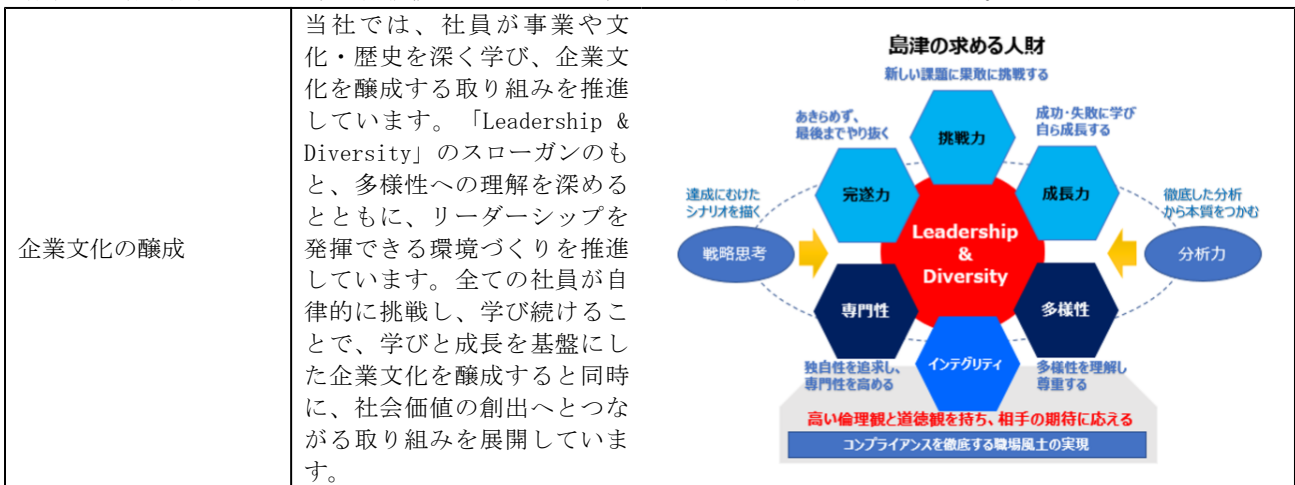 企業文化の醸成
当社では、社員が事業や文
化・歴史を深く学び、企業文
化を醸成する取り組みを推進
しています。「Leadership &
Diversity」のスローガンのも
と、多様性への理解を深める
とともに、リーダーシップを
発揮できる環境づくりを推進
しています。全ての社員が自
律的に挑戦し、学び続けるこ
とで、学びと成長を基盤にし
た企業文化を醸成すると同時
に、社会価値の創出へとつな
がる取り組みを展開していま
す。
島津の求める人財
新しい課題に果敢に挑戦する
挑戦力
あきらめず、
最後までやり抜く
完遂力
成功・失敗に学び
自ら成長する
成長力
達成にむけた
シナリオを描く
戦略思考
徹底した分析
から本質をつかむ
分析力
Leadership
&
Diversity
専門性
独自性を追求し、
専門性を高める
インテグリティ
多様性
多様性を理解し
尊重する
高い倫理観と道徳観を持ち、相手の期待に応える
コンプライアンスを徹底する職場風土の実現